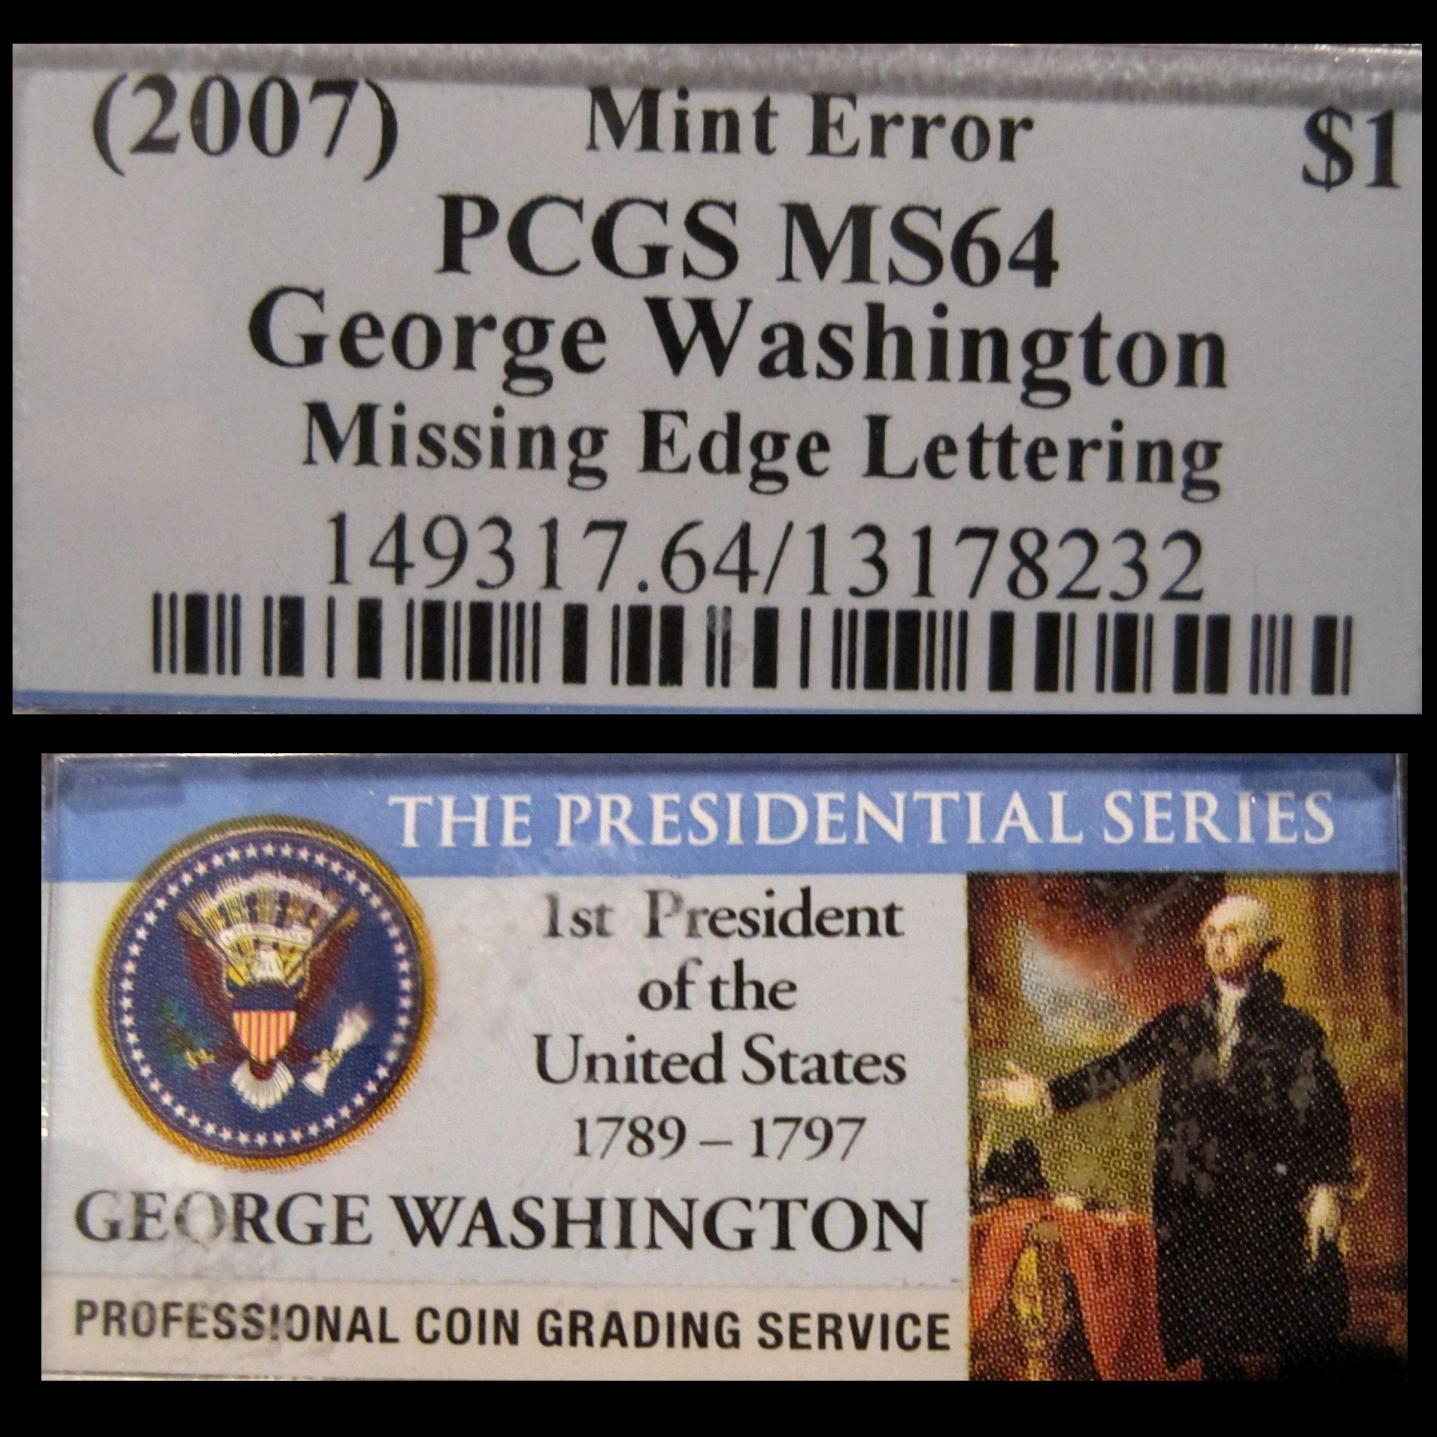 (2007) Mint Error $1
PCGS MS64
George Washington
Missing Edge Lettering
149317.64/13178232
THE PRESIDENTIAL SERIES
1st President
of the
United States
1789 – 1797
GEORGE WASHINGTON
PROFESSIONAL COIN GRADING SERVICE